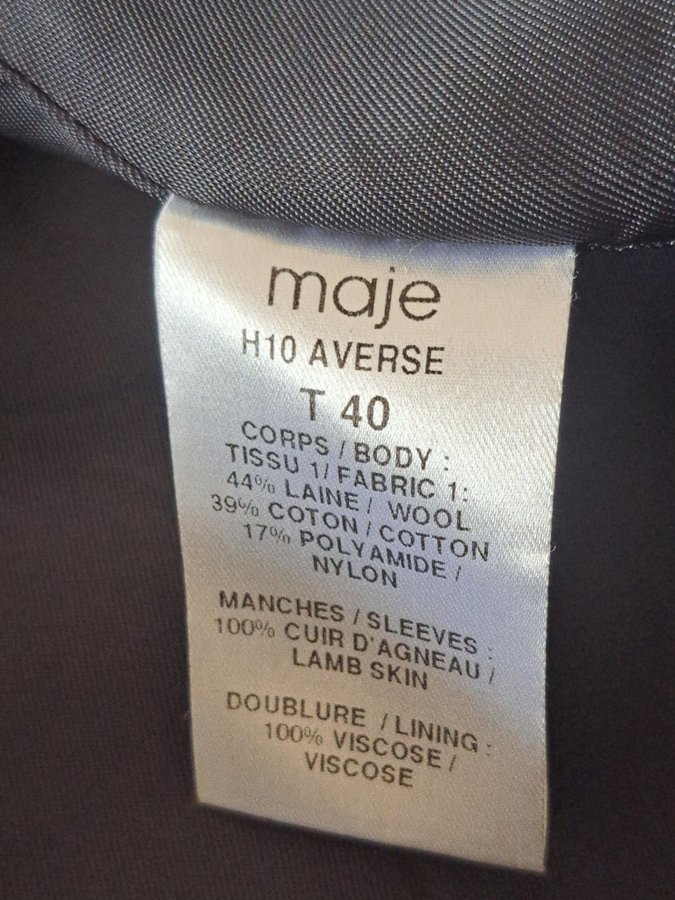 maje
H10 AVERSE
T 40
CORPS / BODY :
TISSU 1/ FABRIC 1:
44% LAINE / WOOL
39% COTON / COTTON
17% POLYAMIDE /
NYLON
MANCHES / SLEEVES :
100% CUIR D'AGNEAU /
LAMB SKIN
DOUBLURE / LINING :
100% VISCOSE /
VISCOSE